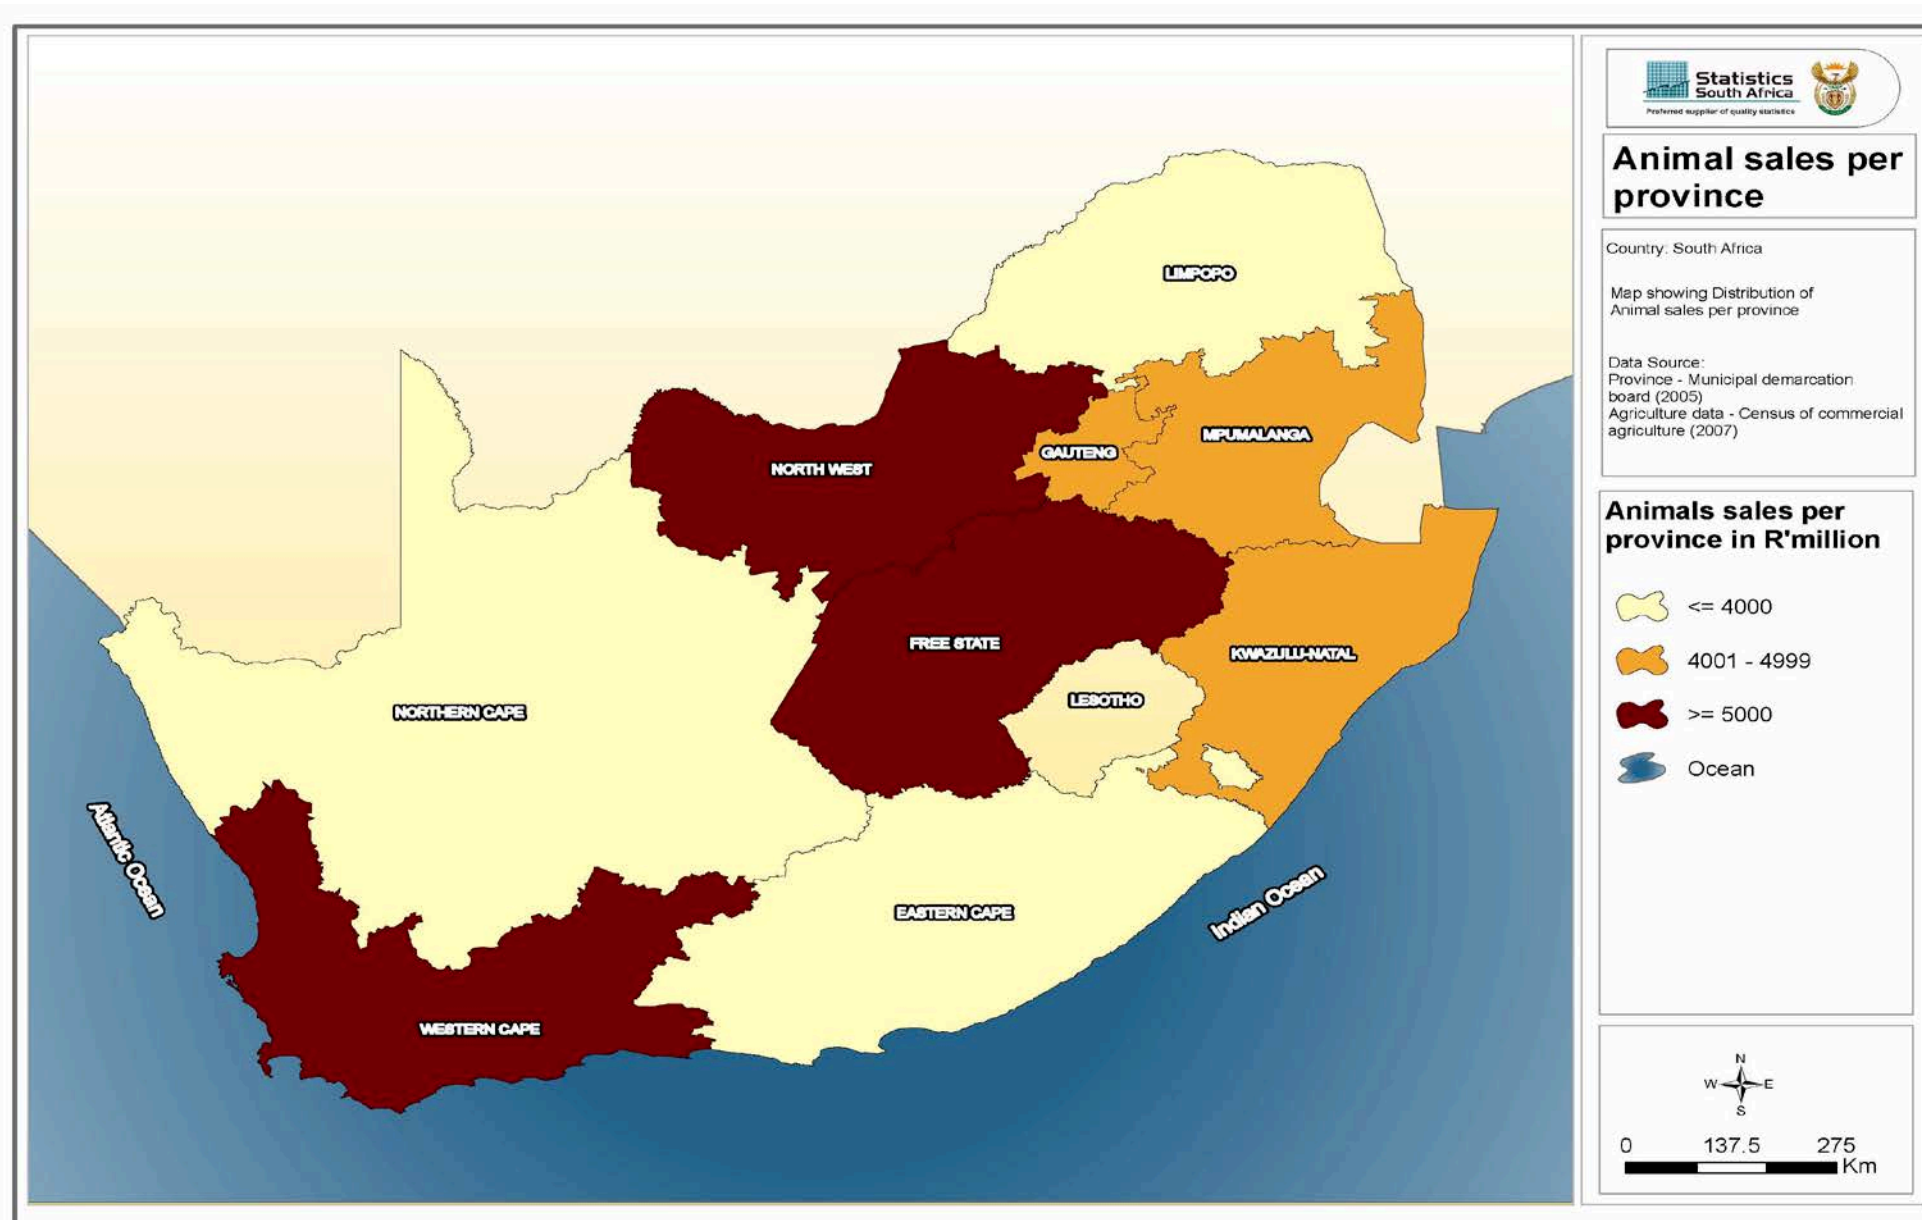 Statistics
South Africa
Preferred supplier of quality statistics
Animal sales per
province
Country: South Africa
Map showing Distribution of
Animal sales per province
Data Source:
Province - Municipal demarcation
board (2005)
Agriculture data - Census of commercial
agriculture (2007)
Animals sales per
province in R'million
<= 4000
4001 - 4999
>= 5000
Ocean
N
W E
S
0 137.5 275
Km
LIMPOPO
MPUMALANGA
GAUTENG
NORTH WEST
FREE STATE
KWAZULU-NATAL
LESOTHO
NORTHERN CAPE
EASTERN CAPE
WESTERN CAPE
Atlantic Ocean
Indian Ocean